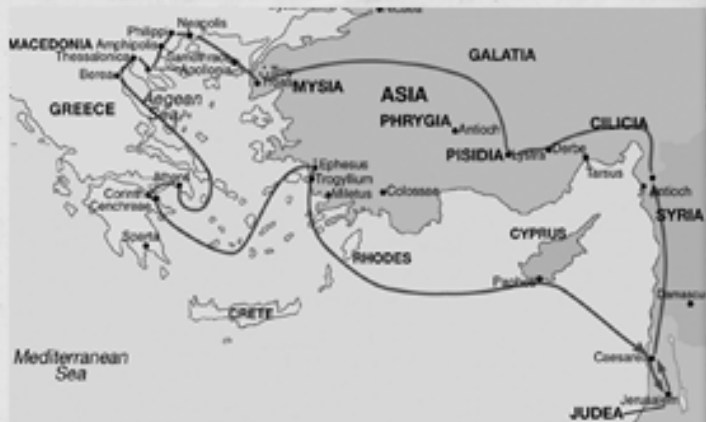 Neapolis
Philippi
MACEDONIA
Amphipolis
Thessalonica
Samothrace
Apollonia
Berea
GALATIA
MYSIA
ASIA
GREECE
Aegean
Sea
PHRYGIA
Antioch
CILICIA
PISIDIA
Lystra
Derbe
Tarsus
Antioch
Ephesus
Trogyllium
Miletus
Colossae
Athens
Corinth
Cenchreae
Sparta
SYRIA
CYPRUS
RHODES
Paphos
Damascu
CRETE
Mediterranean
Sea
Caesarea
Jerusalem
JUDEA